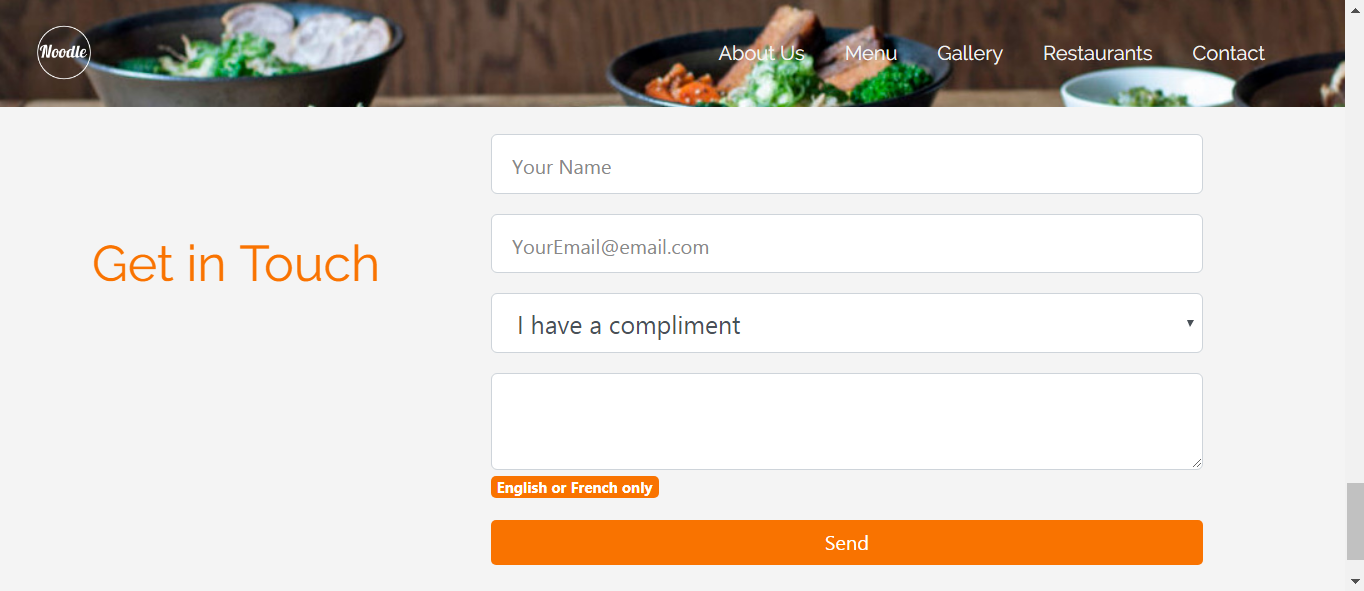 Noodle
About Us
Menu
Gallery
Restaurants
Contact
Get in Touch
Your Name
YourEmail@email.com
I have a compliment
English or French only
Send